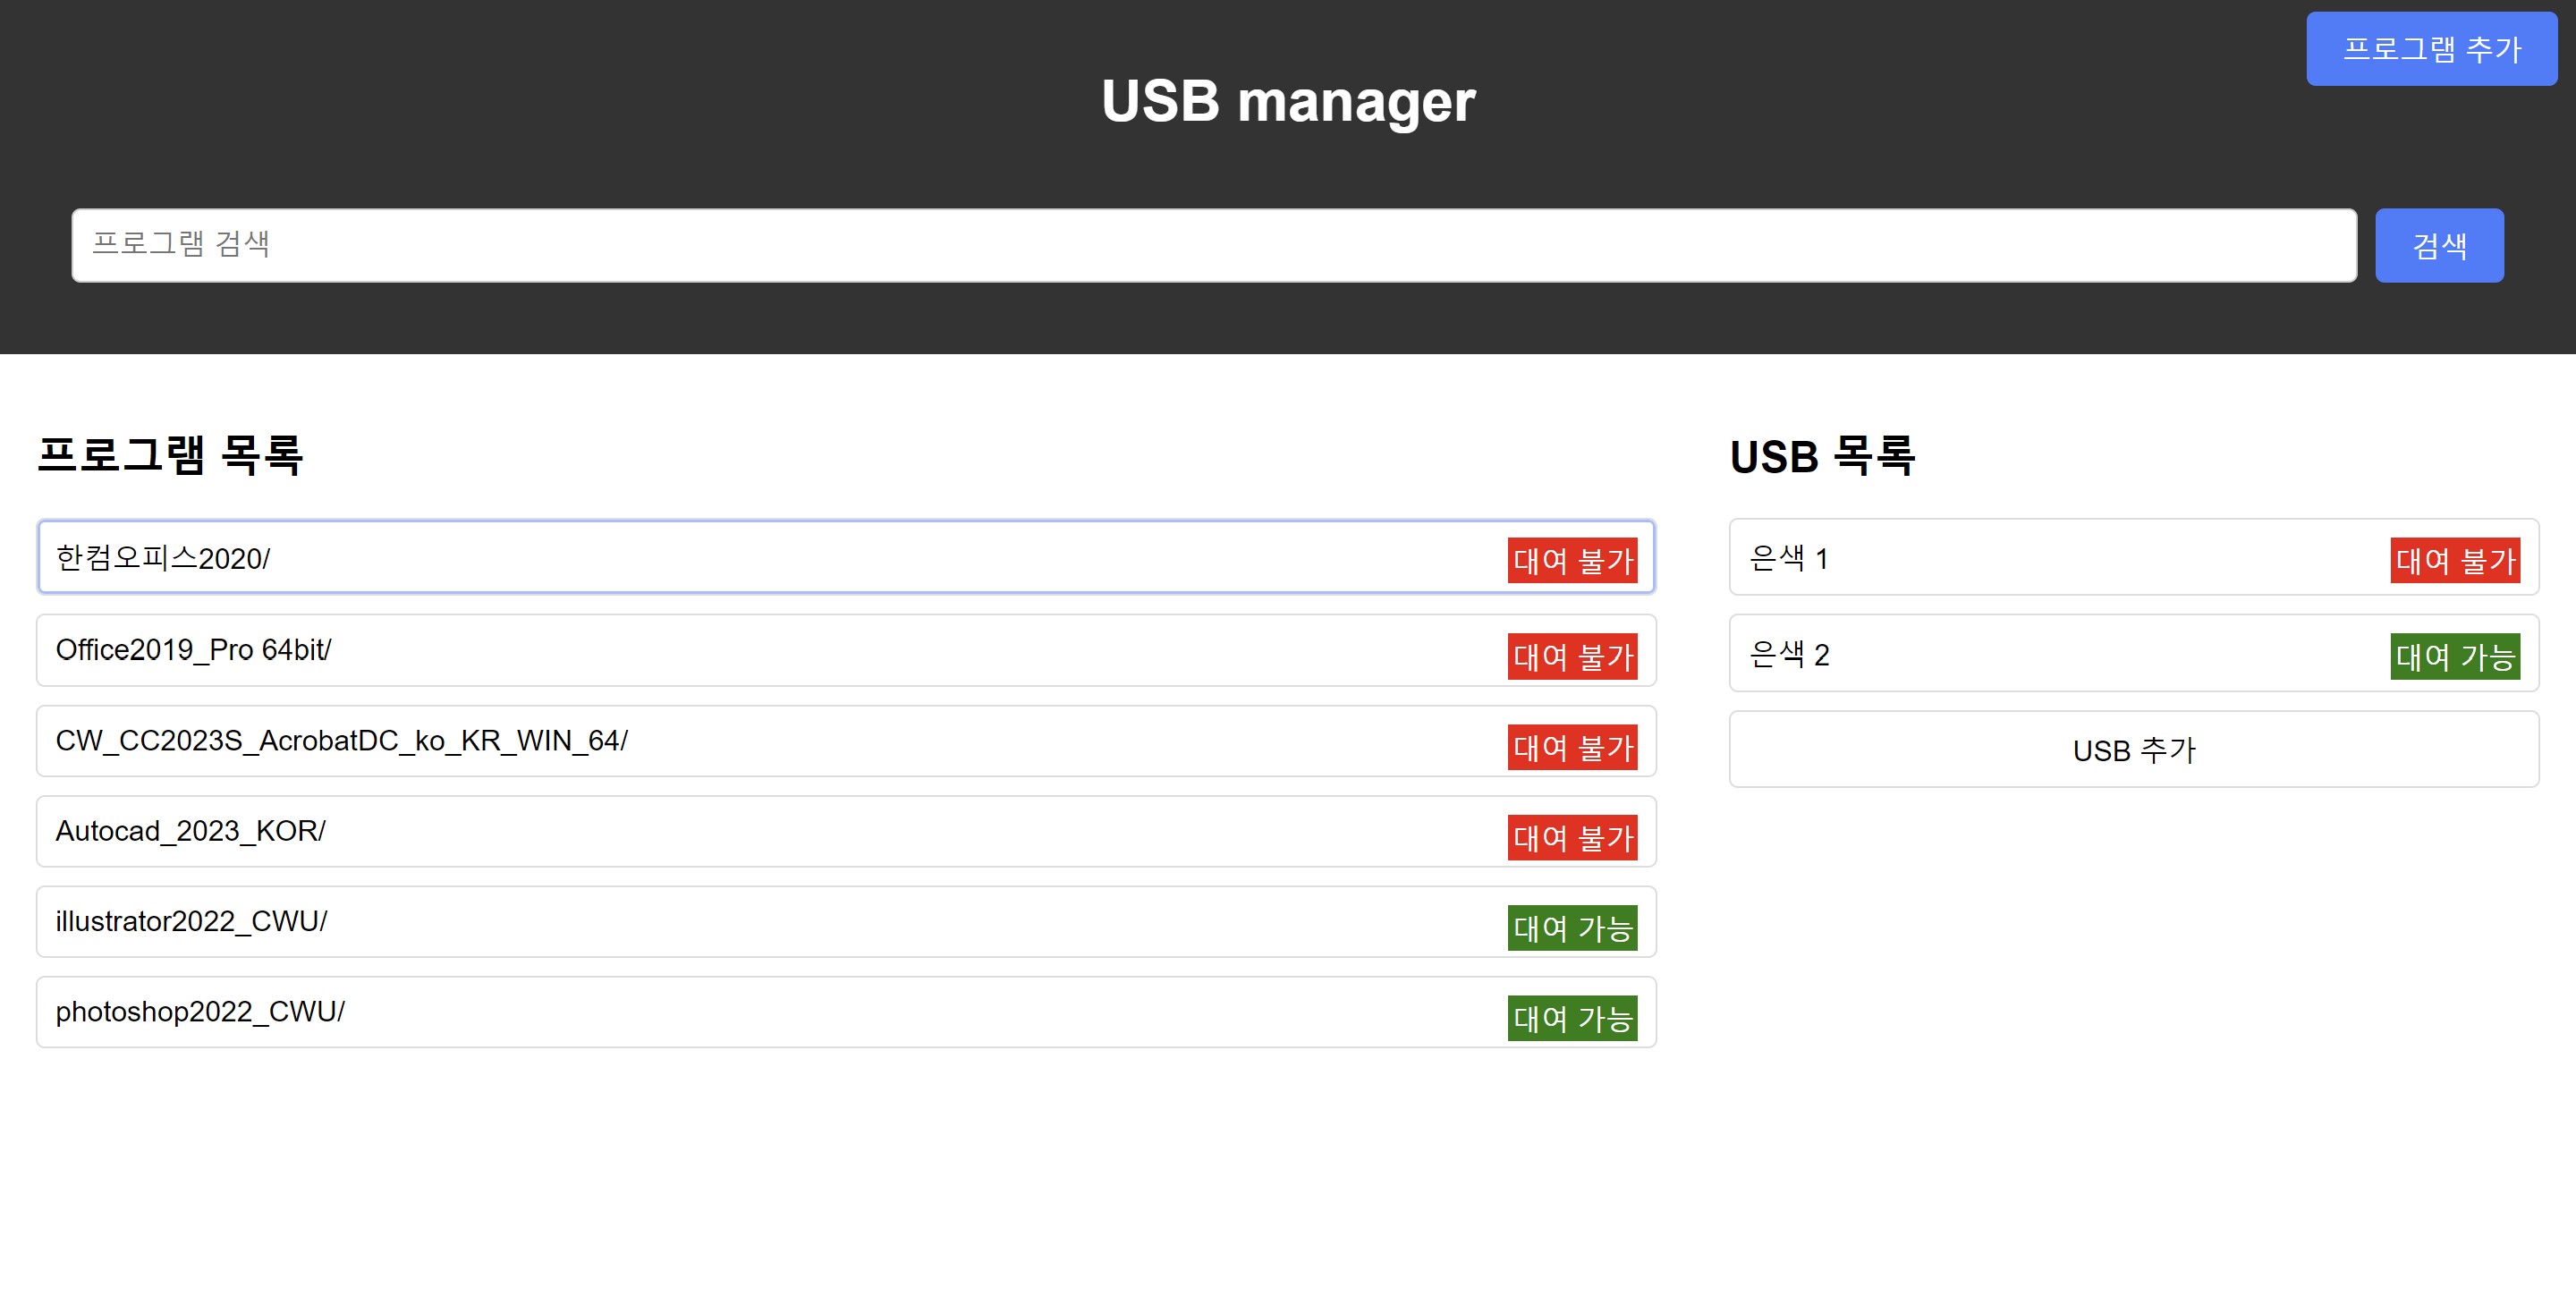 프로그램 추가
USB manager
프로그램 검색
검색
프로그램 목록
한컴오피스2020/
대여 불가
Office2019_Pro 64bit/
대여 불가
CW_CC2023S_AcrobatDC_ko_KR_WIN_64/
대여 불가
Autocad_2023_KOR/
대여 불가
illustrator2022_CWU/
대여 가능
photoshop2022_CWU/
대여 가능
USB 목록
은색 1
대여 불가
은색 2
대여 가능
USB 추가